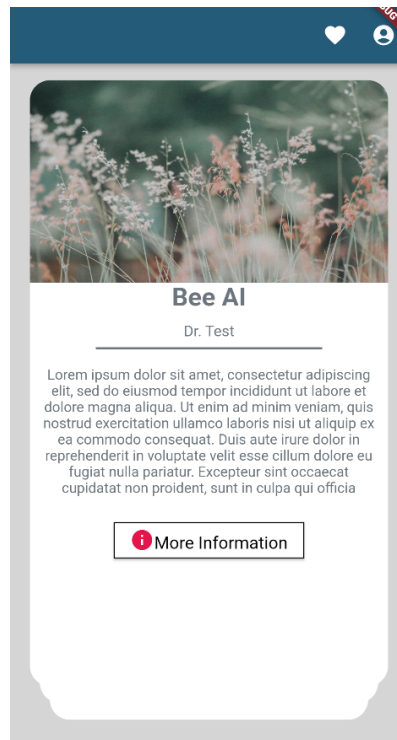 Bee AI
Dr. Test
Lorem ipsum dolor sit amet, consectetur adipiscing
elit, sed do eiusmod tempor incididunt ut labore et
dolore magna aliqua. Ut enim ad minim veniam, quis
nostrud exercitation ullamco laboris nisi ut aliquip ex
ea commodo consequat. Duis aute irure dolor in
reprehenderit in voluptate velit esse cillum dolore eu
fugiat nulla pariatur. Excepteur sint occaecat
cupidatat non proident, sunt in culpa qui officia
More Information